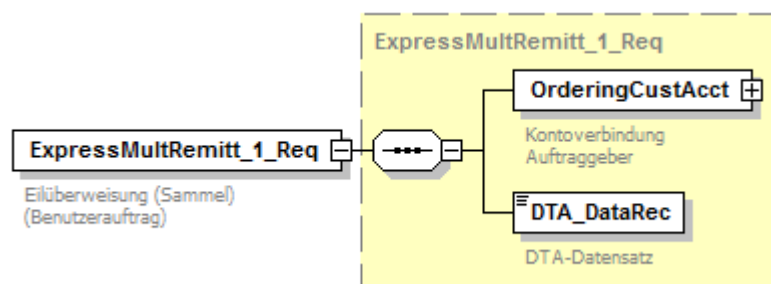 ExpressMultRemitt_1_Req
OrderingCustAcct
Kontoverbindung
Auftraggeber
ExpressMultRemitt_1_Req
Eilüberweisung (Sammel)
(Benutzerauftrag)
DTA_DataRec
DTA-Datensatz